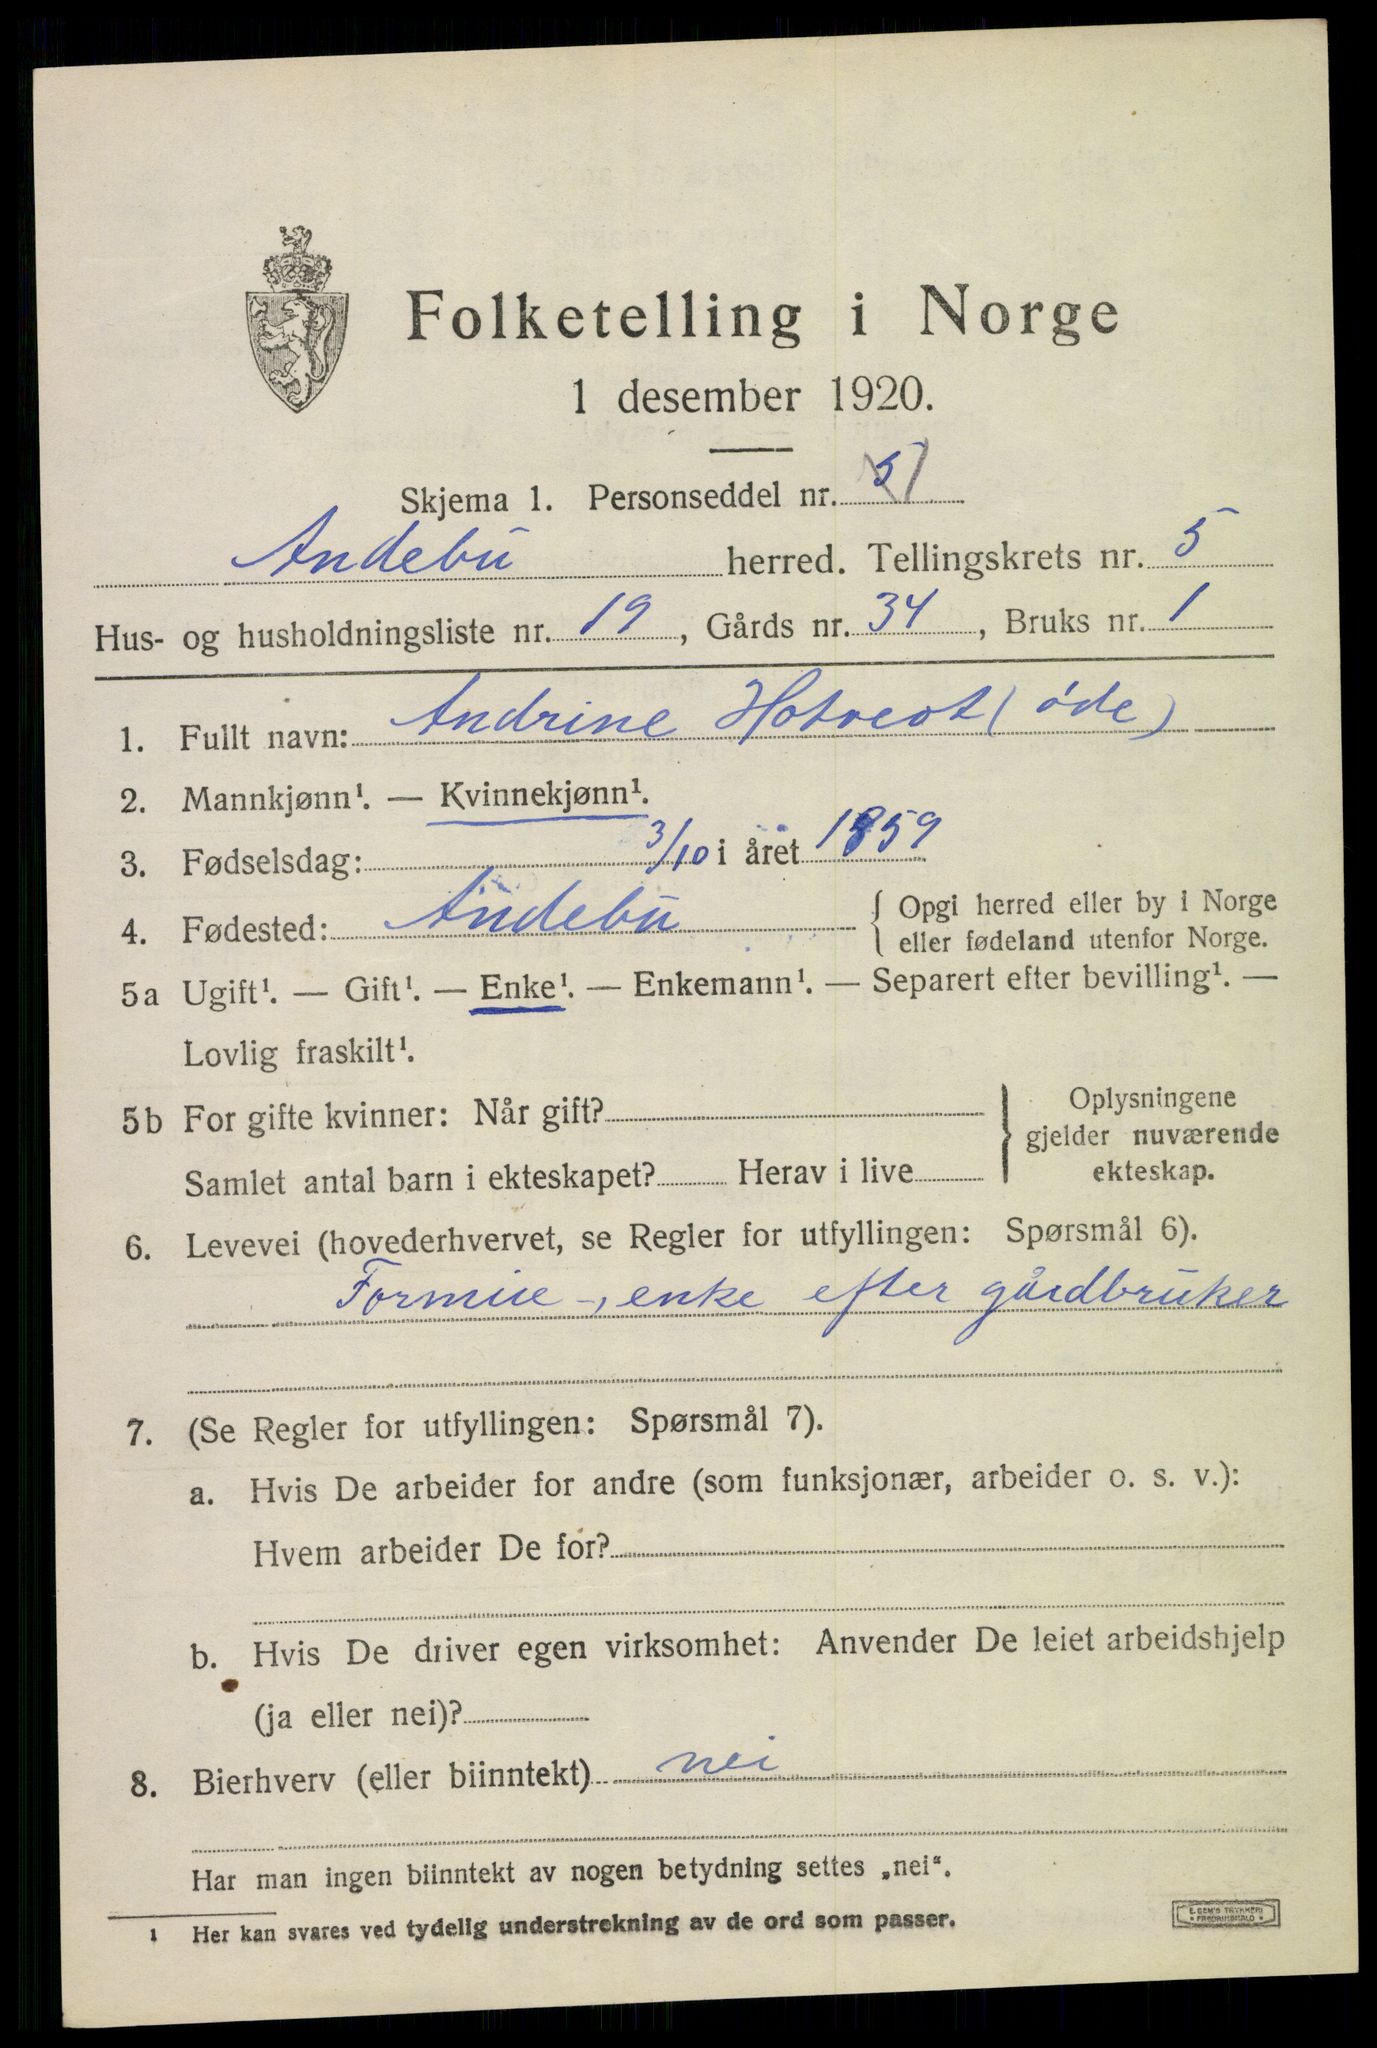 Folketelling i Norge
1 desember 1920.
Skjema 1. Personseddel nr. 5
Andebu herred. Tellingskrets nr. 5
Hus- og husholdningsliste nr. 19, Gårds nr. 34, Bruks nr. 1
1. Fullt navn: Andrine Hotvedt (øde)
2. Mannkjønn¹. — Kvinnekjønn¹.
3. Fødselsdag: 3/10 i året 1859
4. Fødested: Andebu { Opgi herred eller by i Norge
eller fødeland utenfor Norge.
5a Ugift¹. — Gift¹. — Enke¹. — Enkemann¹. — Separert efter bevilling¹. —
Lovlig fraskilt¹.
5b For gifte kvinner: Når gift? } Oplysningene
gjelder nuværende
Samlet antal barn i ekteskapet? Herav i live ekteskap.
6. Levevei (hovederhvervet, se Regler for utfyllingen: Spørsmål 6).
Formue -, enke efter gårdbruker
7. (Se Regler for utfyllingen: Spørsmål 7).
a. Hvis De arbeider for andre (som funksjonær, arbeider o. s. v.):
Hvem arbeider De for?
b. Hvis De driver egen virksomhet: Anvender De leiet arbeidshjelp
(ja eller nei)?
8. Bierhverv (eller biinntekt) nei
Har man ingen biinntekt av nogen betydning settes „nei“.
1 Her kan svares ved tydelig understrekning av de ord som passer.
E. SEM'S TRYKKERI
* FREDRIKSHALD *